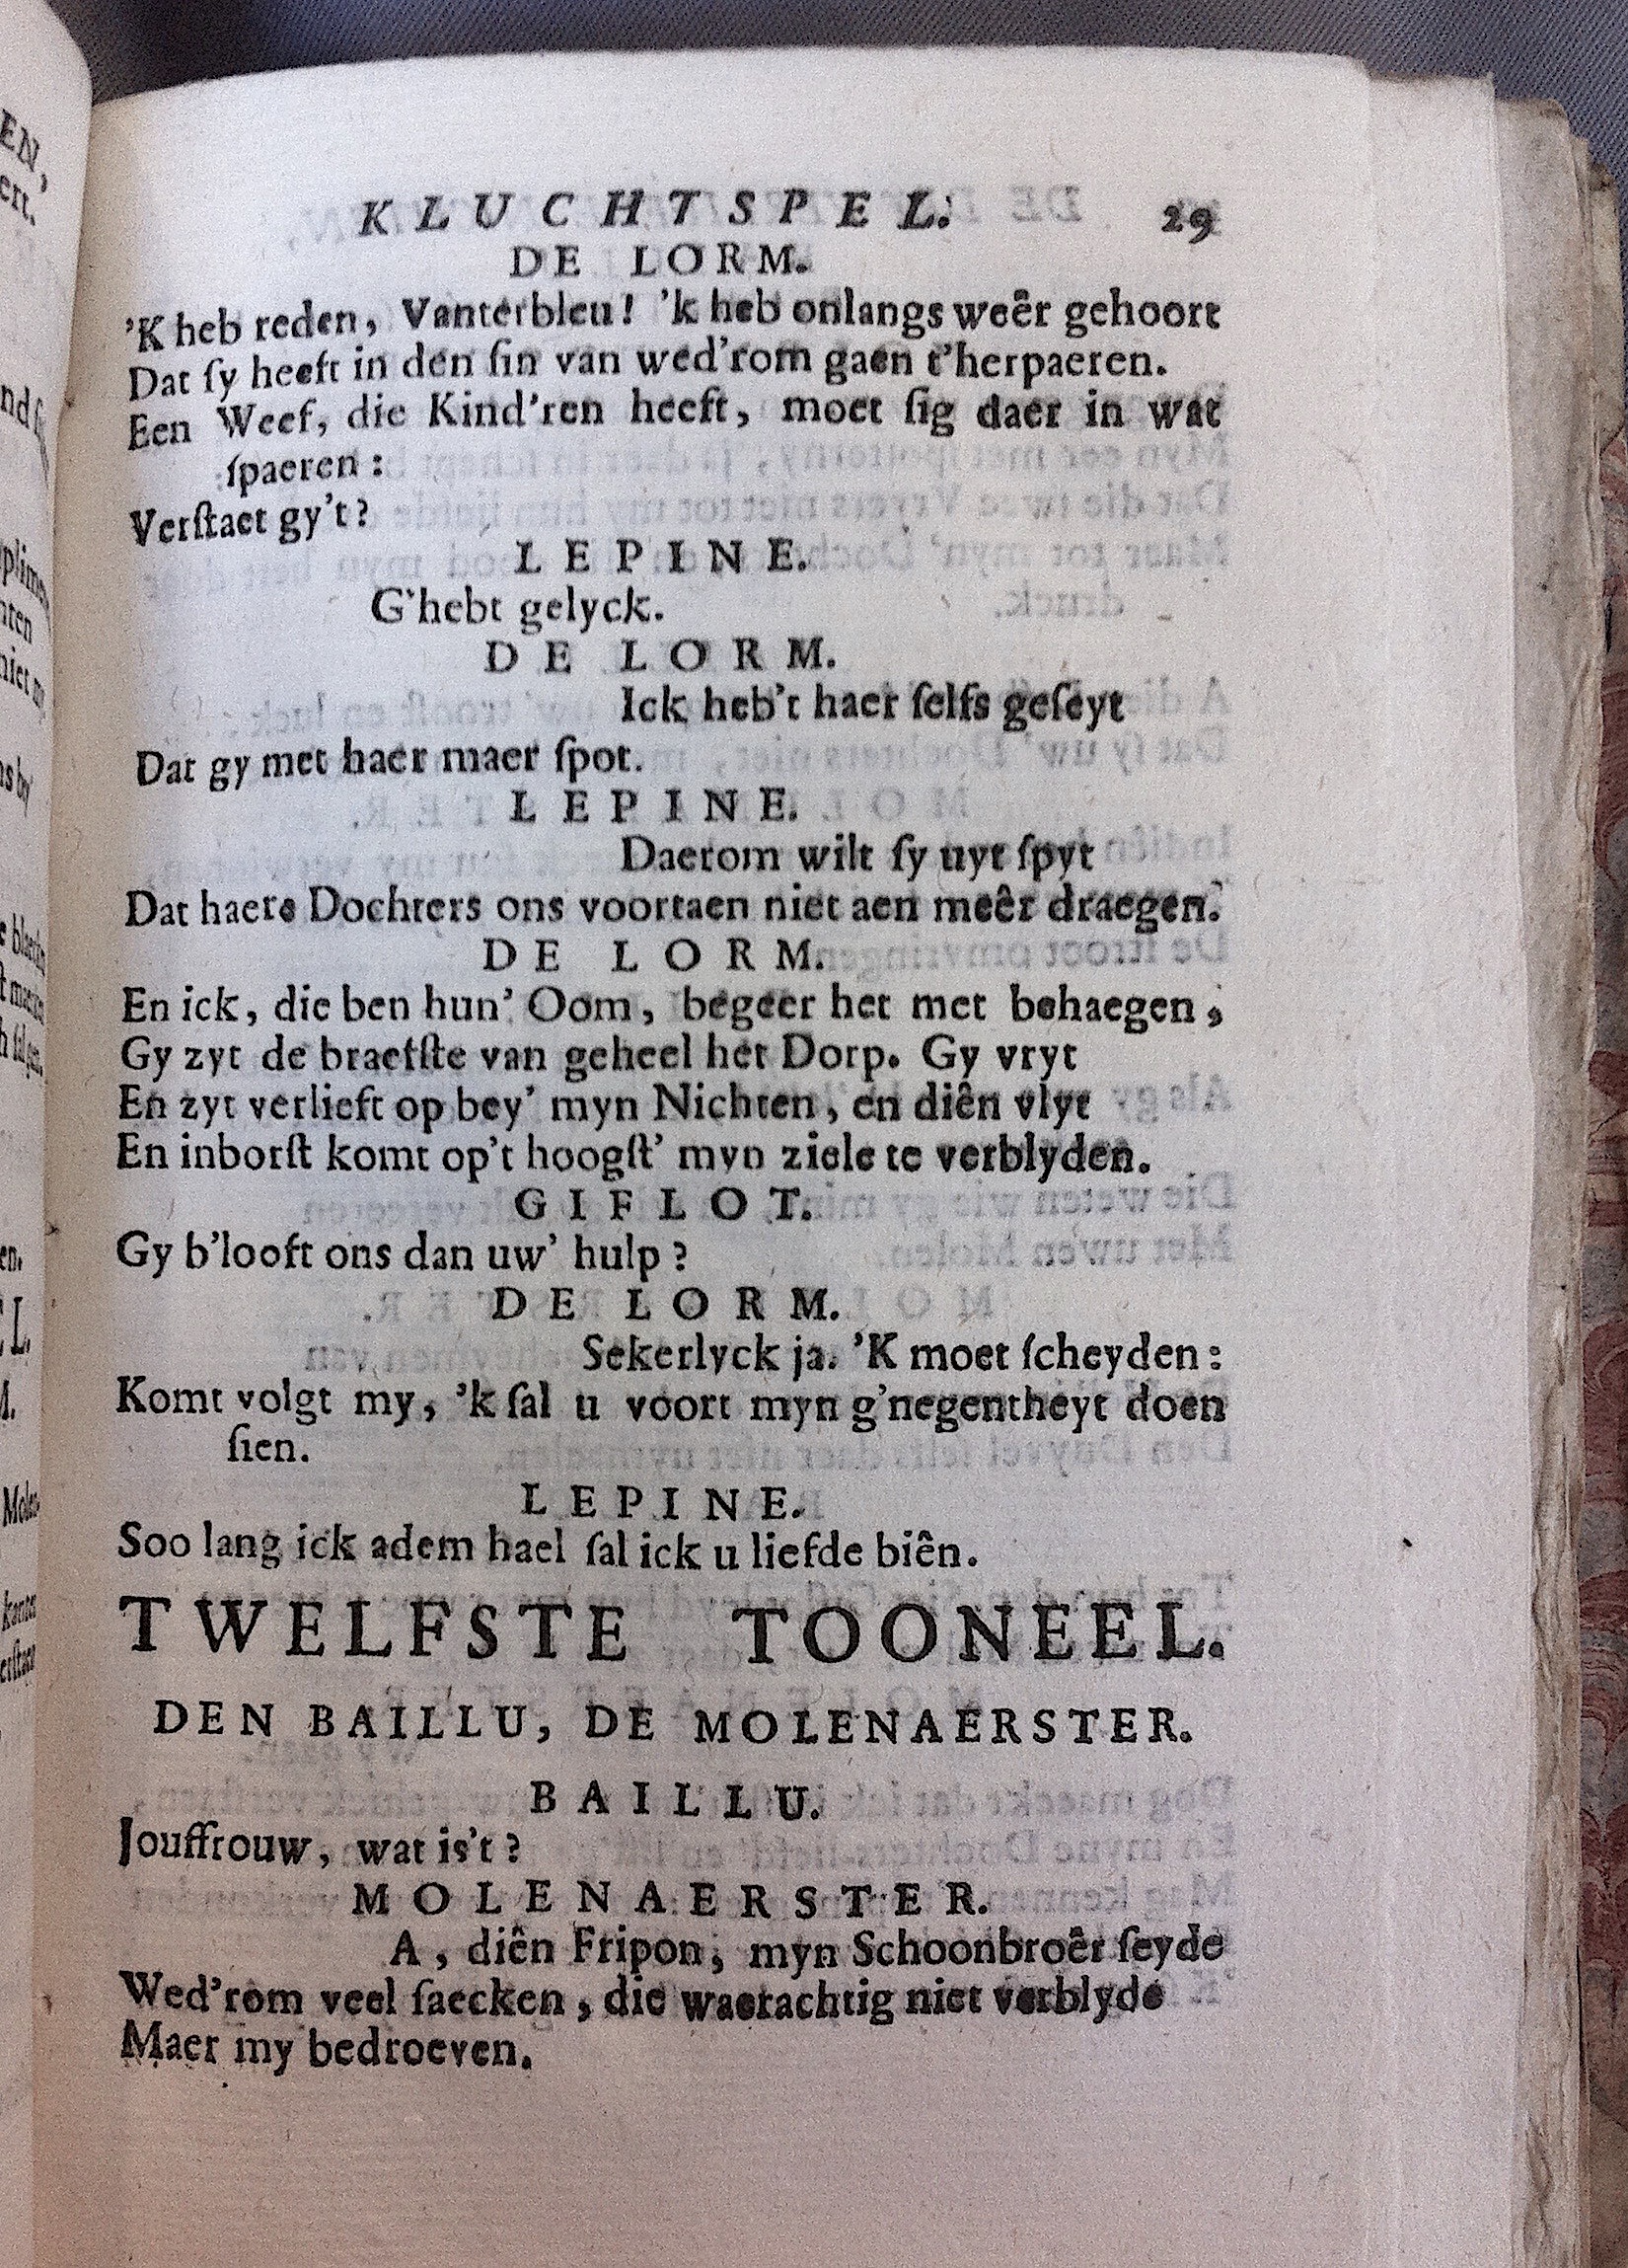 KLUCHTSPEL. 29
DE LORM.
'K heb reden, Vanterbleu! 'k heb onlangs weêr gehoort
Dat ſy heeft in den ſin van wed'rom gaen t'herpaeren.
Een Weef, die Kind'ren heeft, moet ſig daer in wat
ſpaeren:
Verſtaet gy't?
LEPINE.
G'hebt gelyck.
DE LORM.
Ick heb't haer ſelfs geſeyt
Dat gy met haer maer ſpot.
LEPINE.
Daerom wilt ſy uyt ſpyt
Dat haere Dochters ons voortaen niet aen meêr draegen.
DE LORM.
En ick, die ben hun' Oom, begeer het met behaegen,
Gy zyt de braefſte van geheel het Dorp. Gy vryt
En zyt verlieft op bey' myn Nichten, en diên vlyt
En inborſt komt op't hoogſt' myn ziele te verblyden.
GIFLOT.
Gy b'looft ons dan uw' hulp?
DE LORM.
Sekerlyck ja. 'K moet ſcheyden:
Komt volgt my, 'k ſal u voort myn g'negentheyt doen
ſien.
LEPINE.
Soo lang ick adem hael ſal ick u liefde biên.
TWELFSTE TOONEEL.
DEN BAILLU, DE MOLENAERSTER.
BAILLU.
Jouffrouw, wat is't?
MOLENAERSTER.
A, diên Fripon, myn Schoonbroêr ſeyde
Wed'rom veel ſaecken, die waerachtig niet verblyde
Maer my bedroeven.